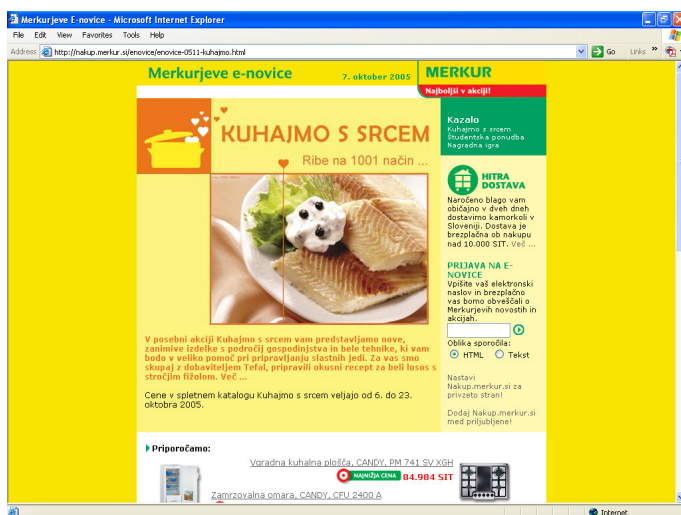 Merkurjeve E-novice - Microsoft Internet Explorer
File Edit View Favorites Tools Help
Address http://nakup.merkur.si/enovice/enovice-0511-kuhajmo.html Go Links »
Merkurjeve e-novice
7. oktober 2005
MERKUR
Najboljši v akciji!
KUHAJMO S SRCEM
Ribe na 1001 način ...
Kazalo
Kuhajmo s srcem
Študentska ponudba
Nagradna igra
HITRA
DOSTAVA
Naročeno blago vam
običajno v dveh dneh
dostavimo kamorkoli v
Sloveniji. Dostava je
brezplačna ob nakupu
nad 10.000 SIT. Več ...
PRIJAVA NA E-
NOVICE
Vpišite vaš elektronski
naslov in brezplačno
vas bomo obveščali o
Merkurjevih novostih in
akcijah.
Oblika sporočila:
HTML Tekst
Nastavi
Nakup.merkur.si za
privzeto stran!
Dodaj Nakup.merkur.si
med priljubljene!
V posebni akciji Kuhajmo s srcem vam predstavljamo nove,
zanimive izdelke s področij gospodinjstva in bele tehnike, ki vam
bodo v veliko pomoč pri pripravljanju slastnih jedi. Za vas smo
skupaj z dobaviteljem Tefal, pripravili okusni recept za beli losos s
stročjim fižolom. Več ...
Cene v spletnem katalogu Kuhajmo s srcem veljajo od 6. do 23.
oktobra 2005.
Priporočamo:
Vgradna kuhalna plošča, CANDY, PM 741 SV XGH
NAJNIŽJA CENA 84.984 SIT
Zamrzovalna omara, CANDY, CFU 2400 A
Internet